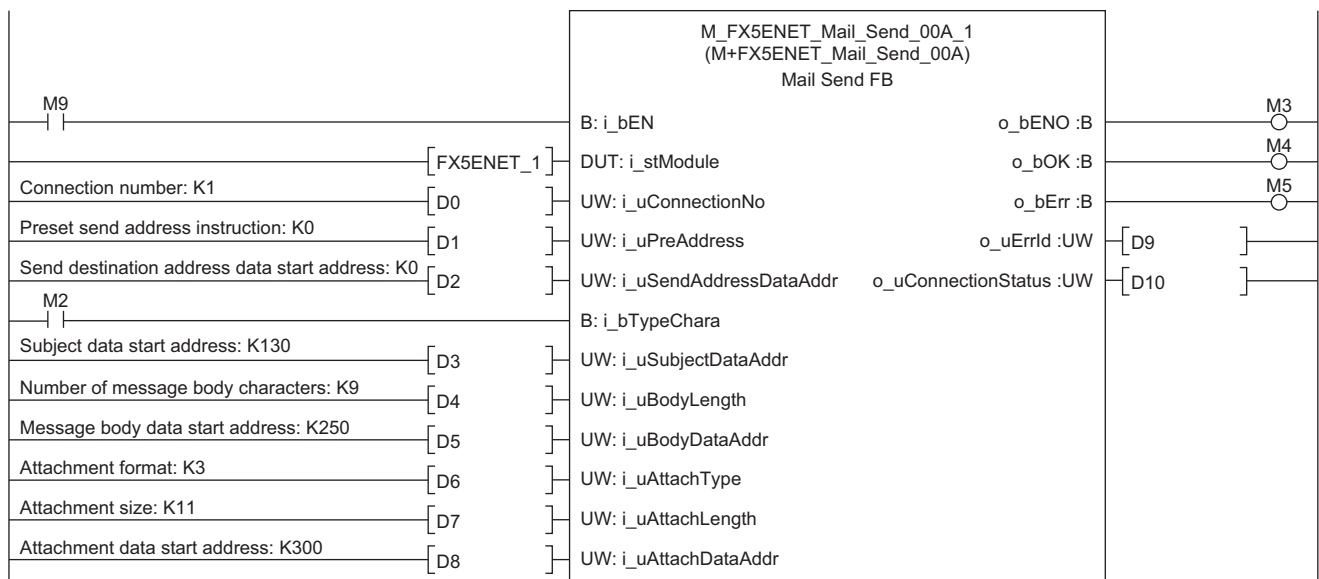 M_FX5ENET_Mail_Send_00A_1
(M+FX5ENET_Mail_Send_00A)
Mail Send FB
M9
B: i_bEN
o_bENO :B
M3
FX5ENET_1
DUT: i_stModule
o_bOK :B
M4
Connection number: K1
D0
UW: i_uConnectionNo
o_bErr :B
M5
Preset send address instruction: K0
D1
UW: i_uPreAddress
o_uErrId :UW
D9
Send destination address data start address: K0
D2
UW: i_uSendAddressDataAddr
o_uConnectionStatus :UW
D10
M2
B: i_bTypeChara
Subject data start address: K130
D3
UW: i_uSubjectDataAddr
Number of message body characters: K9
D4
UW: i_uBodyLength
Message body data start address: K250
D5
UW: i_uBodyDataAddr
Attachment format: K3
D6
UW: i_uAttachType
Attachment size: K11
D7
UW: i_uAttachLength
Attachment data start address: K300
D8
UW: i_uAttachDataAddr